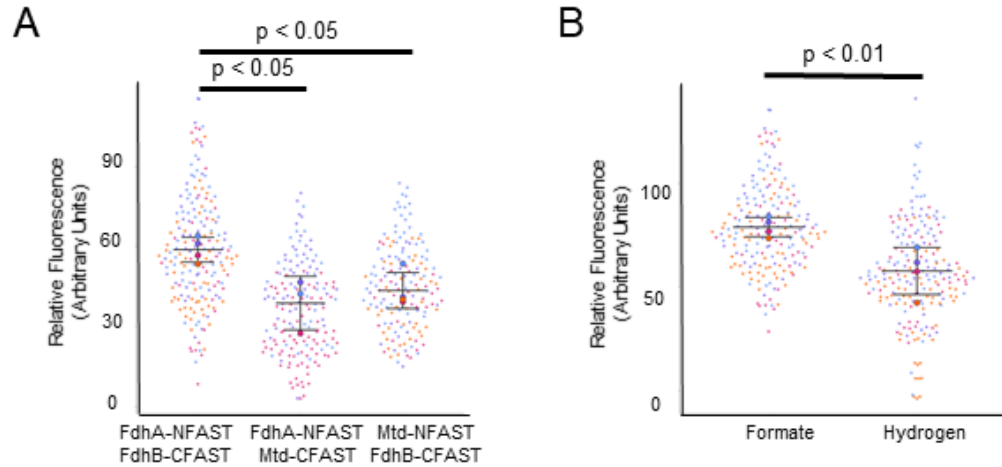 A
p < 0.05
p < 0.05
Relative Fluorescence
(Arbitrary Units)
90
60
30
0
FdhA-NFAST
FdhB-CFAST
FdhA-NFAST
Mtd-CFAST
Mtd-NFAST
FdhB-CFAST
B
p < 0.01
Relative Fluorescence
(Arbitrary Units)
100
50
0
Formate
Hydrogen